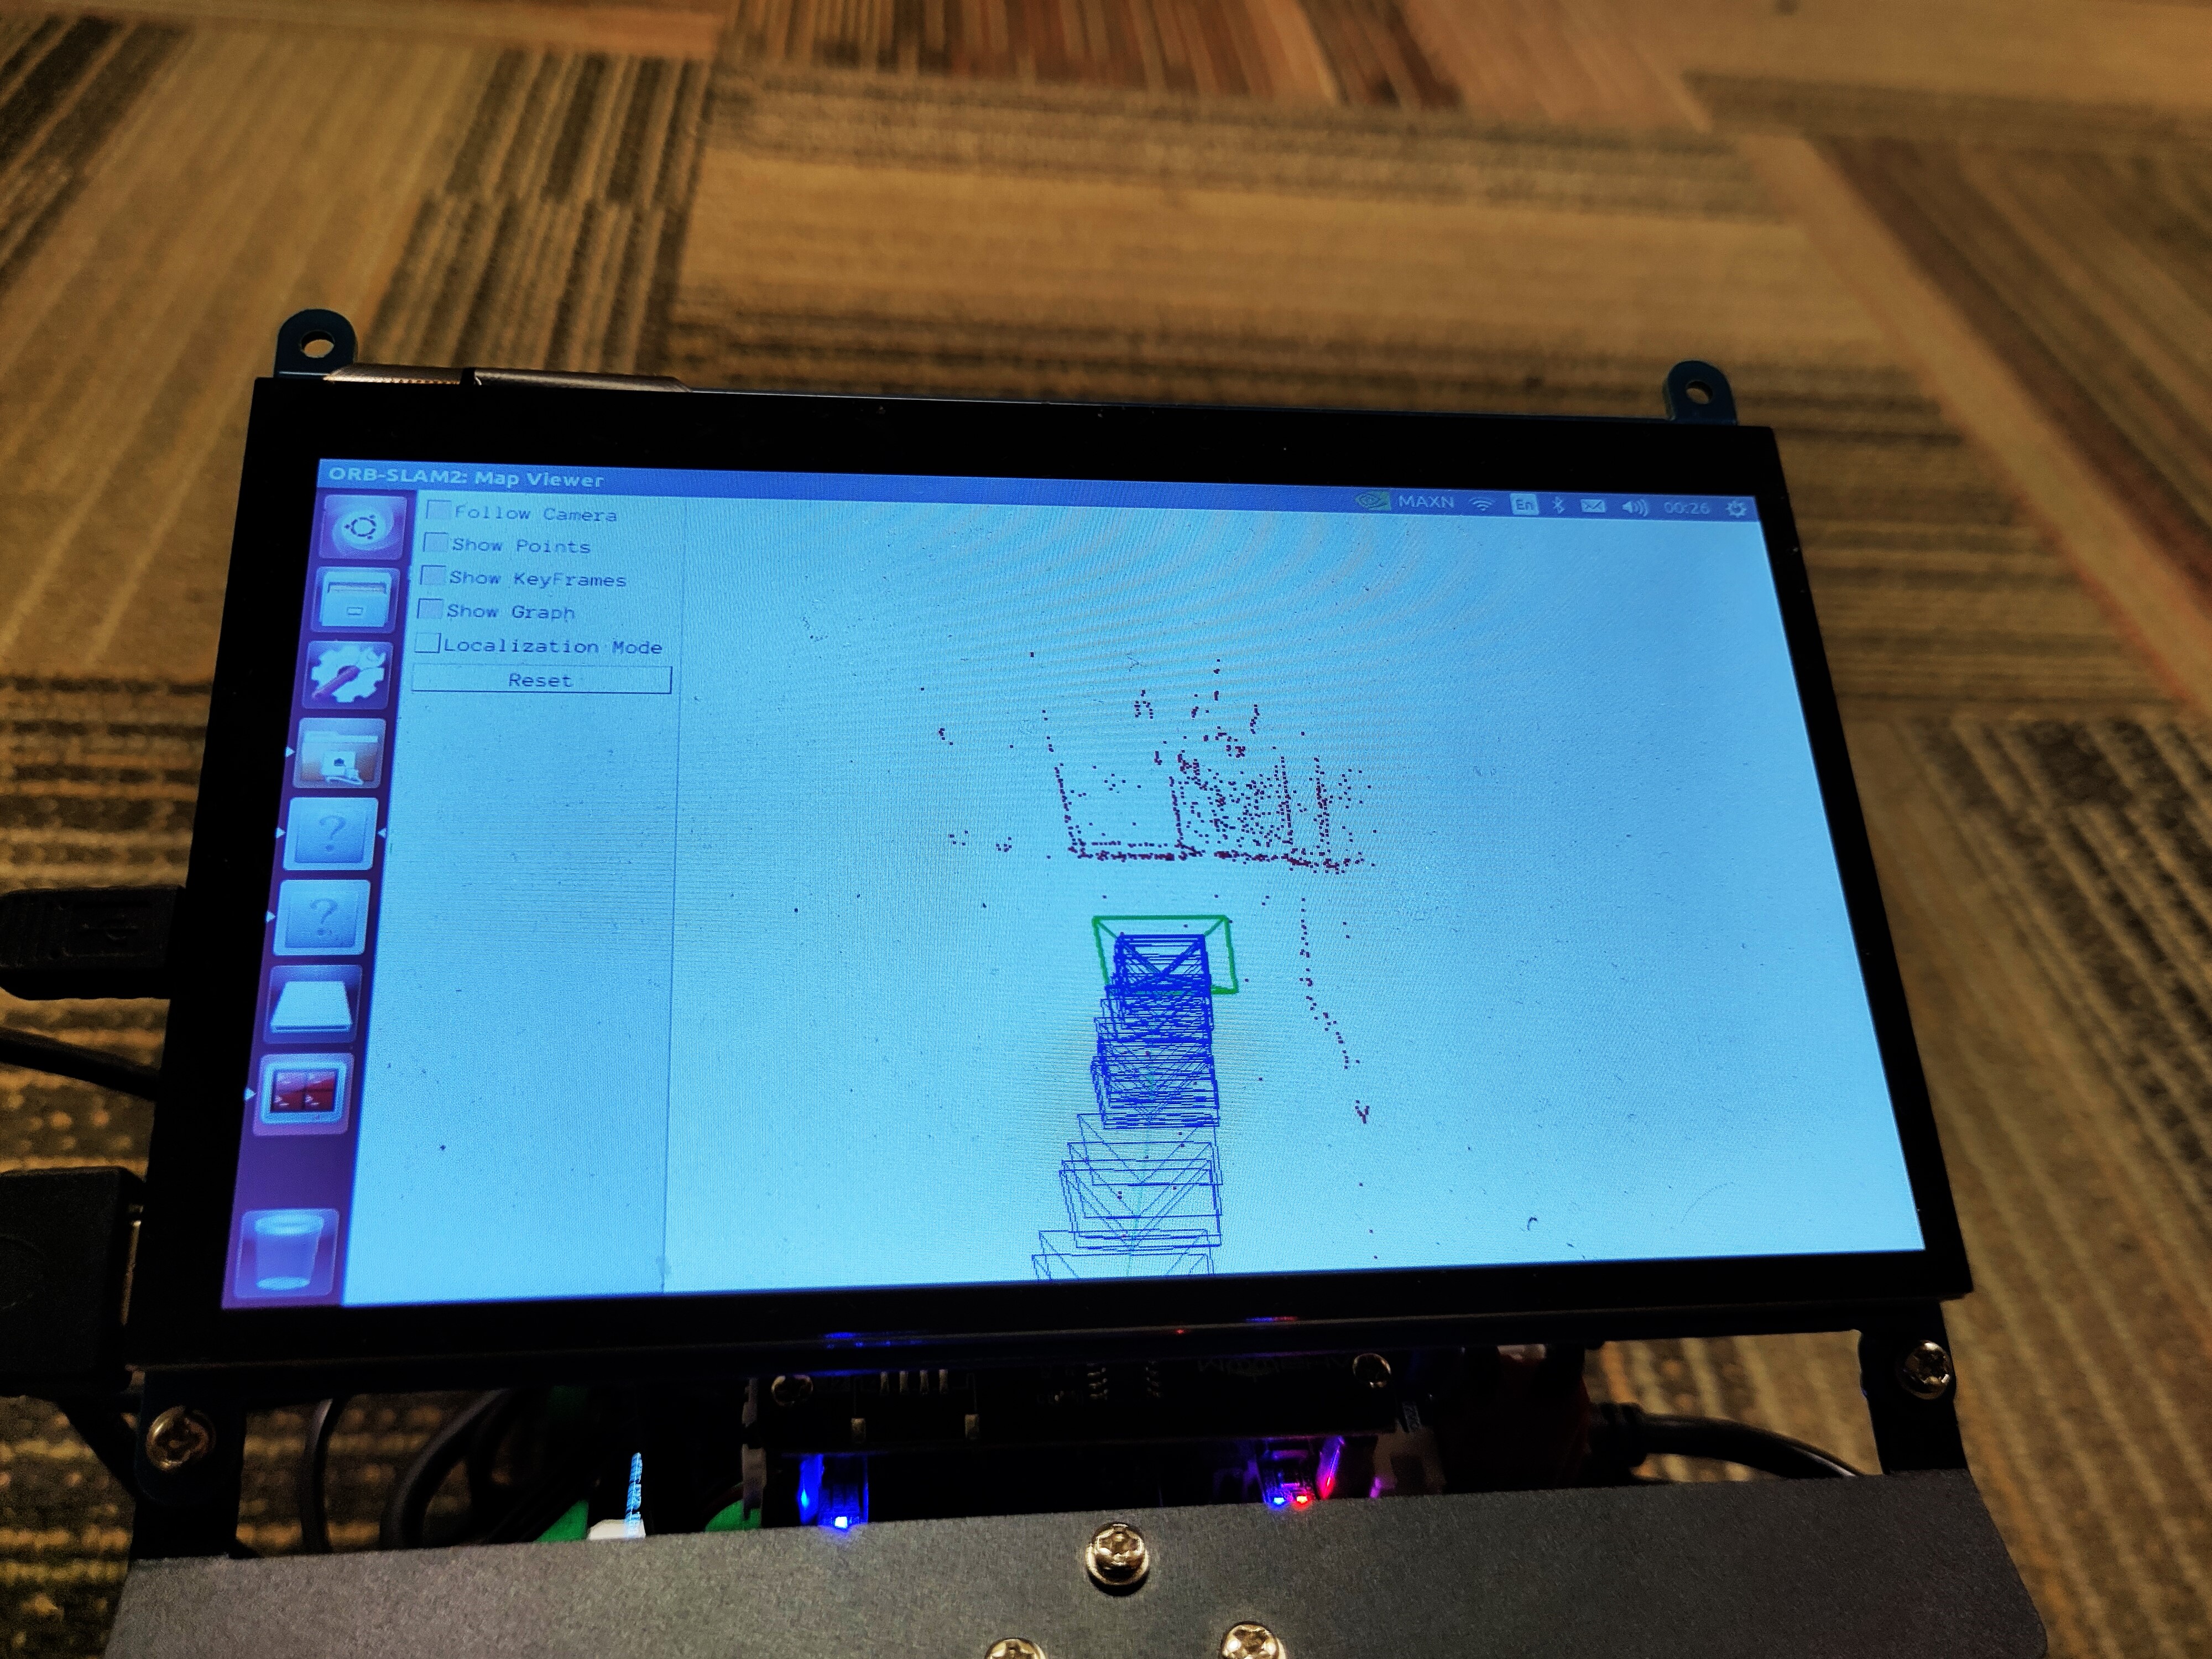 ORB-SLAM2: Map Viewer
MAXN En 00:26
Follow Camera
Show Points
Show KeyFrames
Show Graph
Localization Mode
Reset